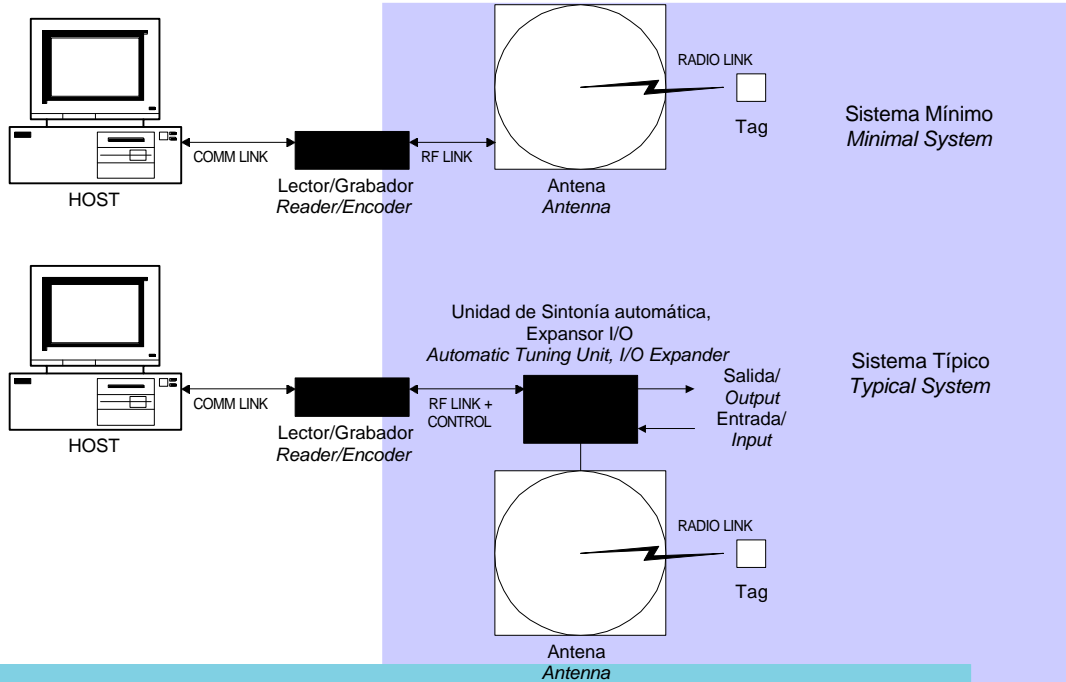 RADIO LINK
Tag
Sistema Mínimo
Minimal System
COMM LINK
RF LINK
HOST
Lector/Grabador
Reader/Encoder
Antena
Antenna
Unidad de Sintonía automática,
Expansor I/O
Automatic Tuning Unit, I/O Expander
Sistema Típico
Typical System
Salida/
Output
Entrada/
Input
COMM LINK
RF LINK +
CONTROL
Lector/Grabador
Reader/Encoder
HOST
RADIO LINK
Tag
Antena
Antenna